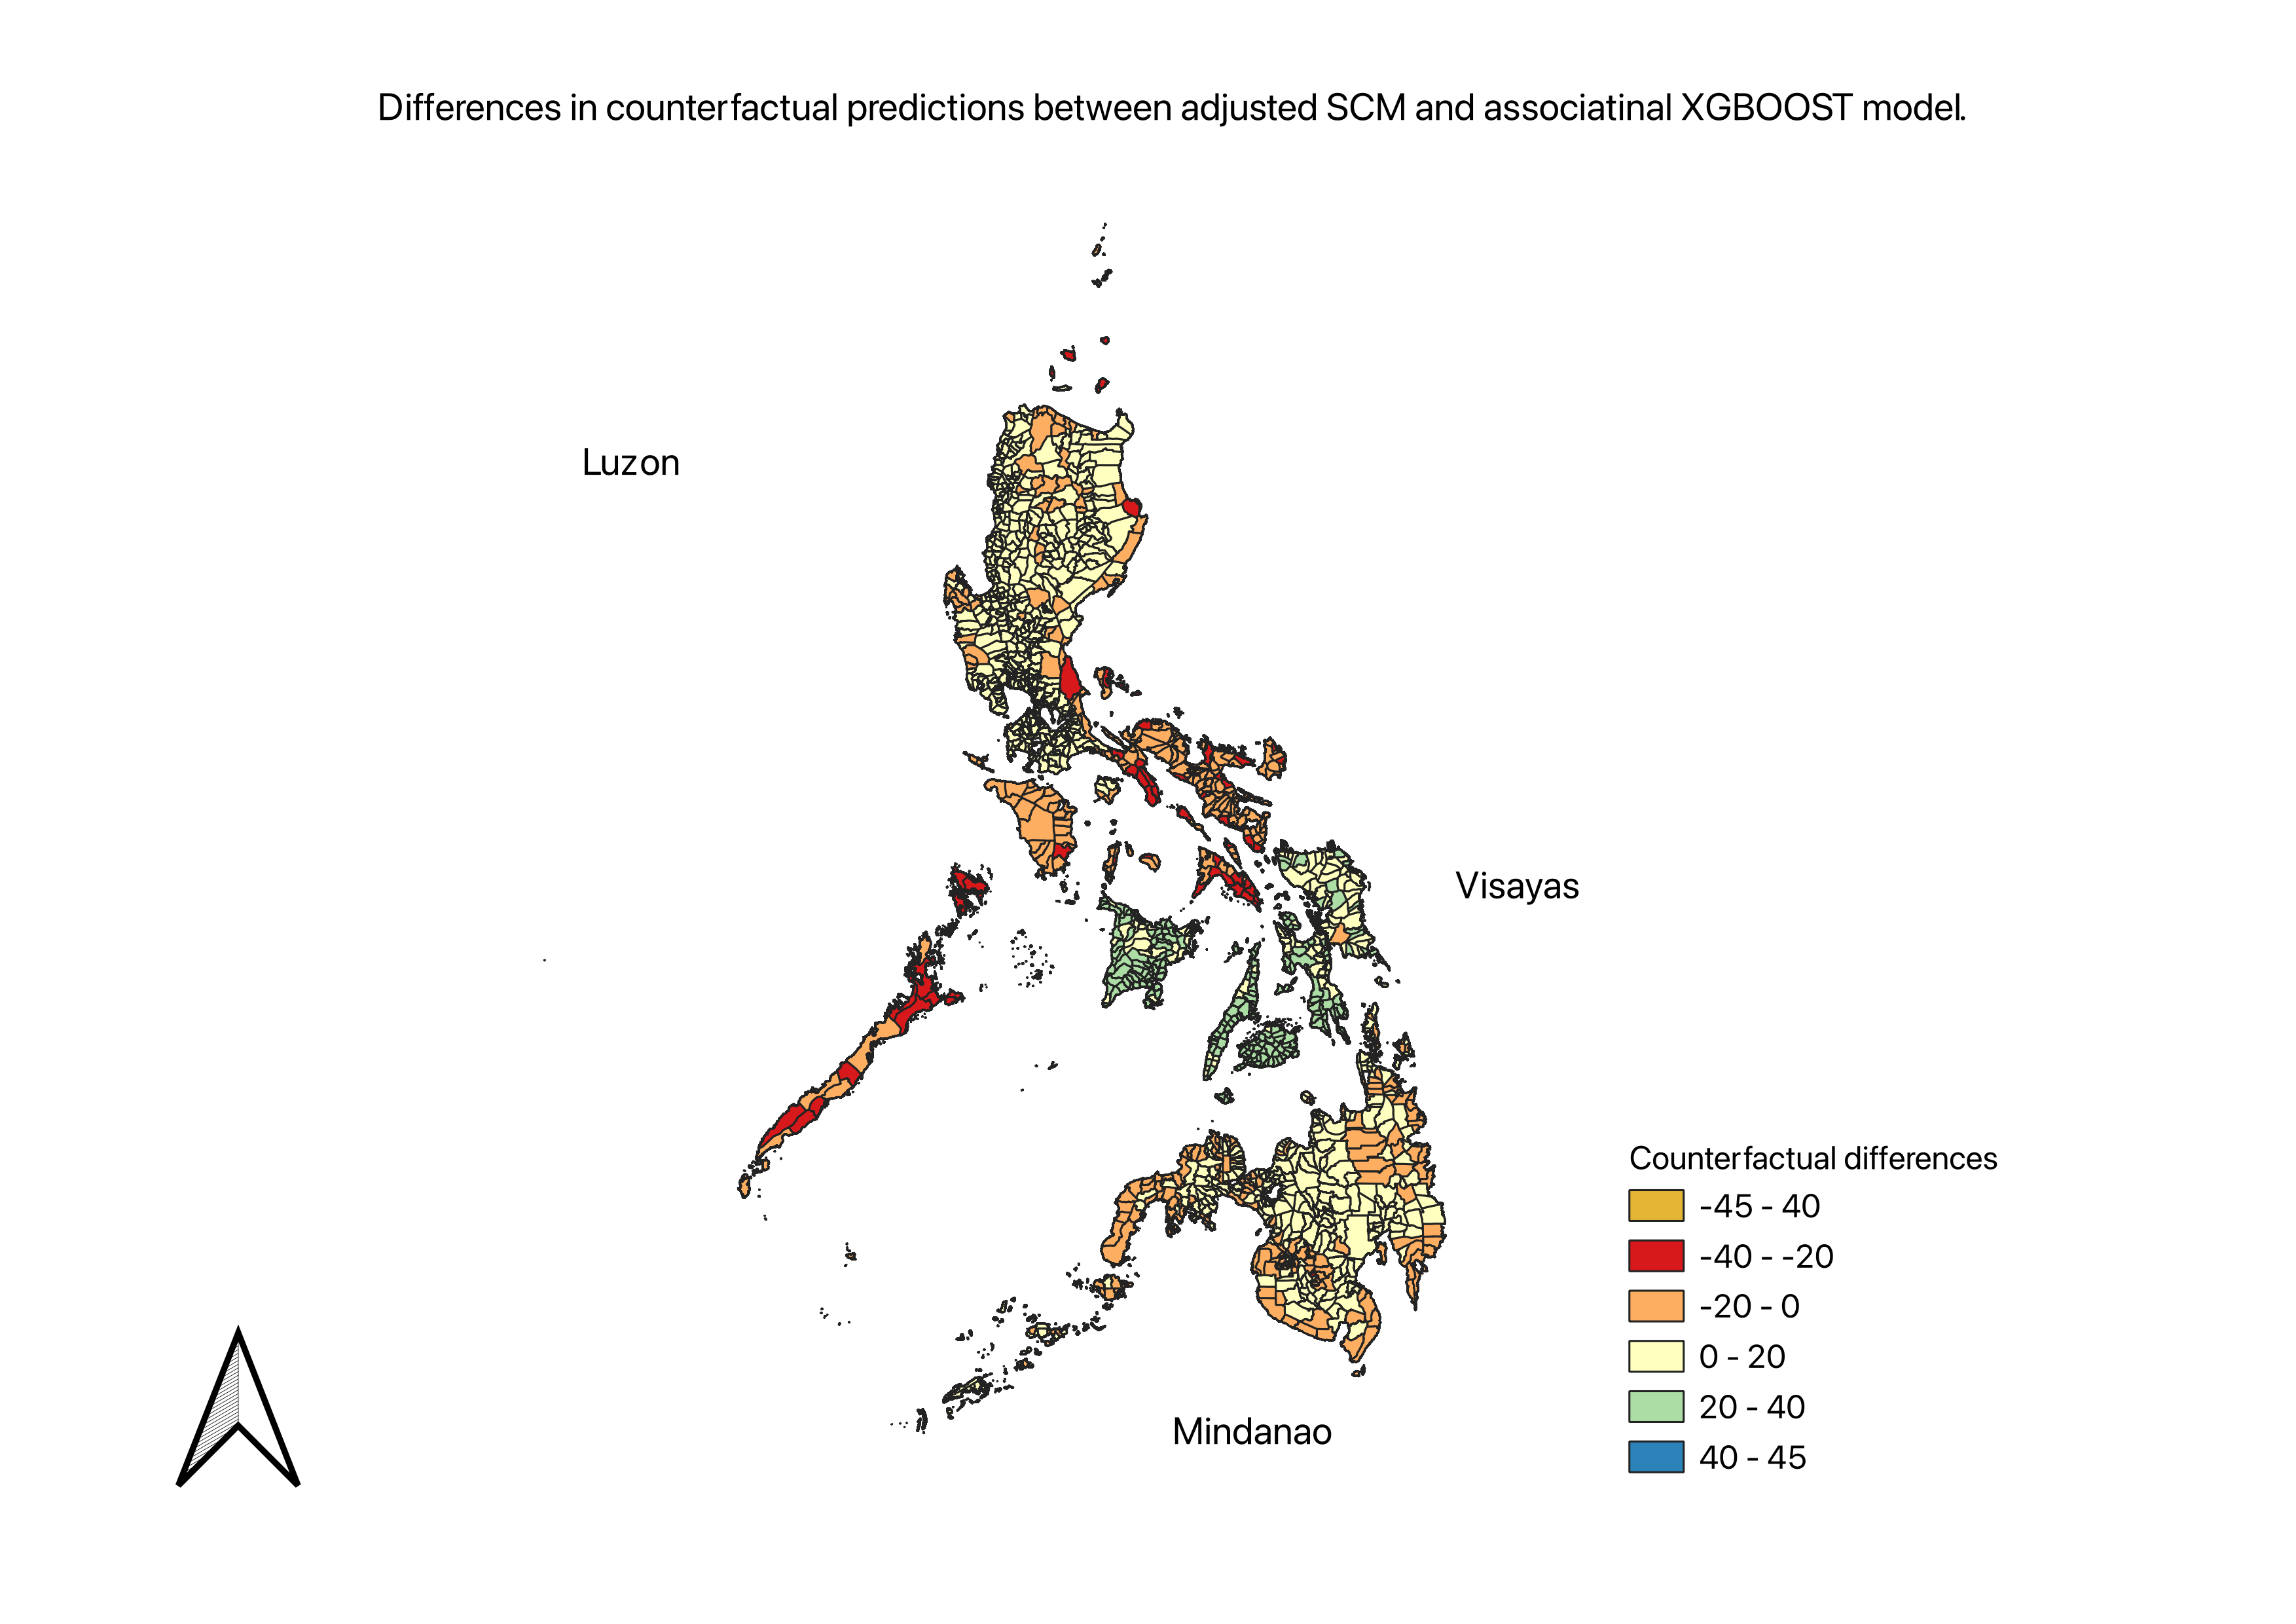 Differences in counterfactual predictions between adjusted SCM and associatinal XGBOOST model.
Luzon
Visayas
Counterfactual differences
-45 - 40
-40 - -20
-20 - 0
0 - 20
20 - 40
40 - 45
Mindanao